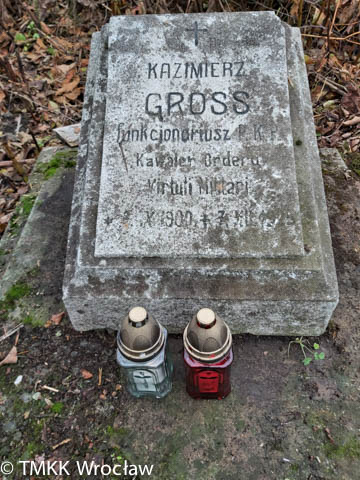 KAZIMIERZ
GROSS
funkcjonariusz P.K.P.
Kawaler Orderu
Virtuti Militari
© TMKK Wrocław